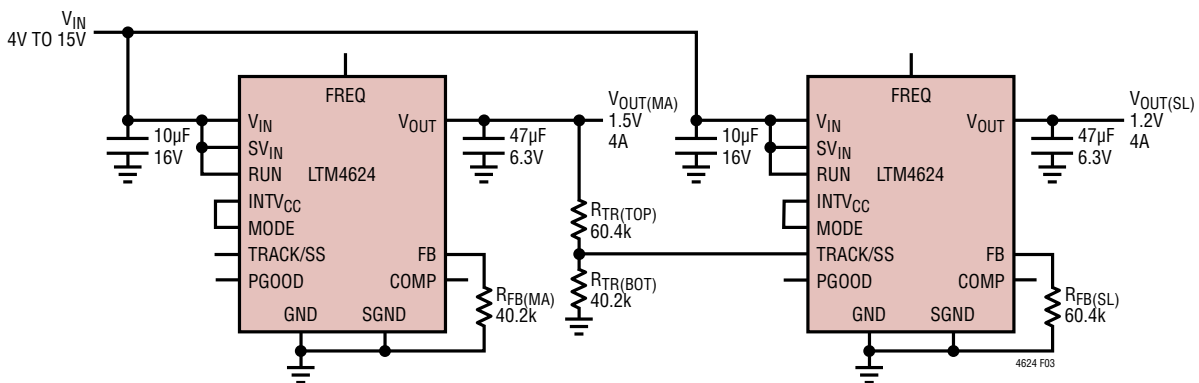 VIN
4V TO 15V
10µF
16V
FREQ
VIN
SVIN
RUN
INTVCC
MODE
TRACK/SS
PGOOD
LTM4624
VOUT
FB
COMP
GND
SGND
47µF
6.3V
VOUT(MA)
1.5V
4A
RFB(MA)
40.2k
RTR(TOP)
60.4k
RTR(BOT)
40.2k
10µF
16V
FREQ
VIN
SVIN
RUN
INTVCC
MODE
TRACK/SS
PGOOD
LTM4624
VOUT
FB
COMP
GND
SGND
47µF
6.3V
VOUT(SL)
1.2V
4A
RFB(SL)
60.4k
4624 F03